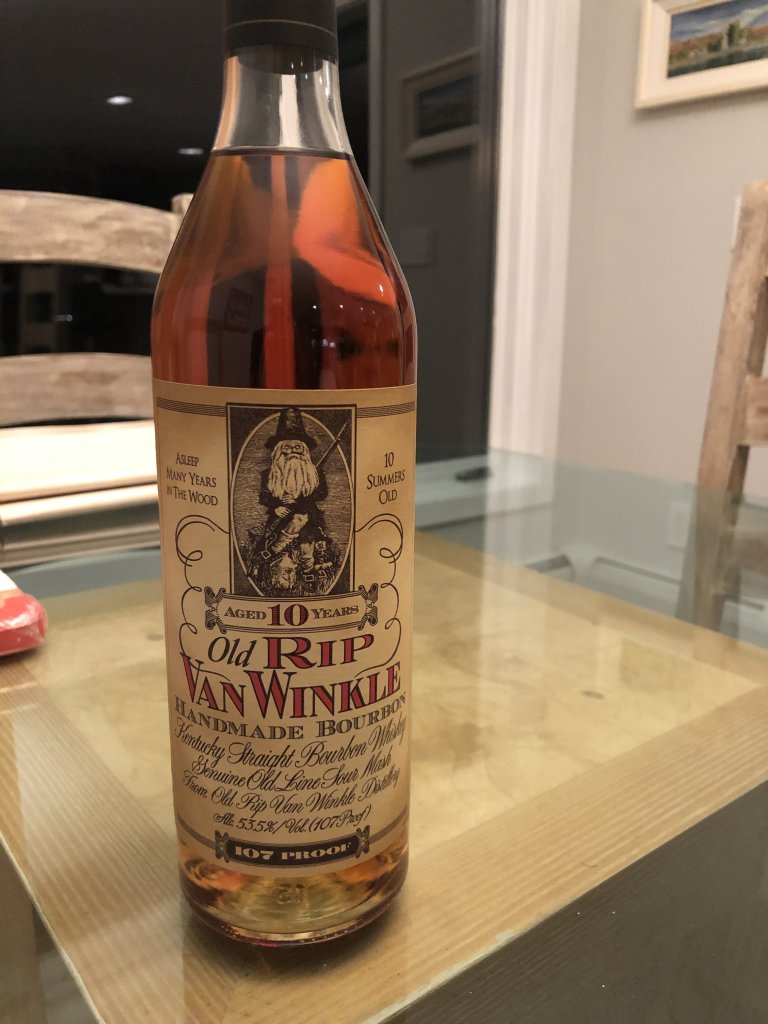 ASLEEP
MANY YEARS
IN THE WOOD
10
SUMMERS
OLD
AGED 10 YEARS
Old RIP
VAN WINKLE
HANDMADE BOURBON
Kentucky Straight Bourbon Whiskey
Genuine Old Line Sour Mash
From Old Rip Van Winkle Distillery
Alc. 53.5% / Vol. (107 Proof)
107 PROOF